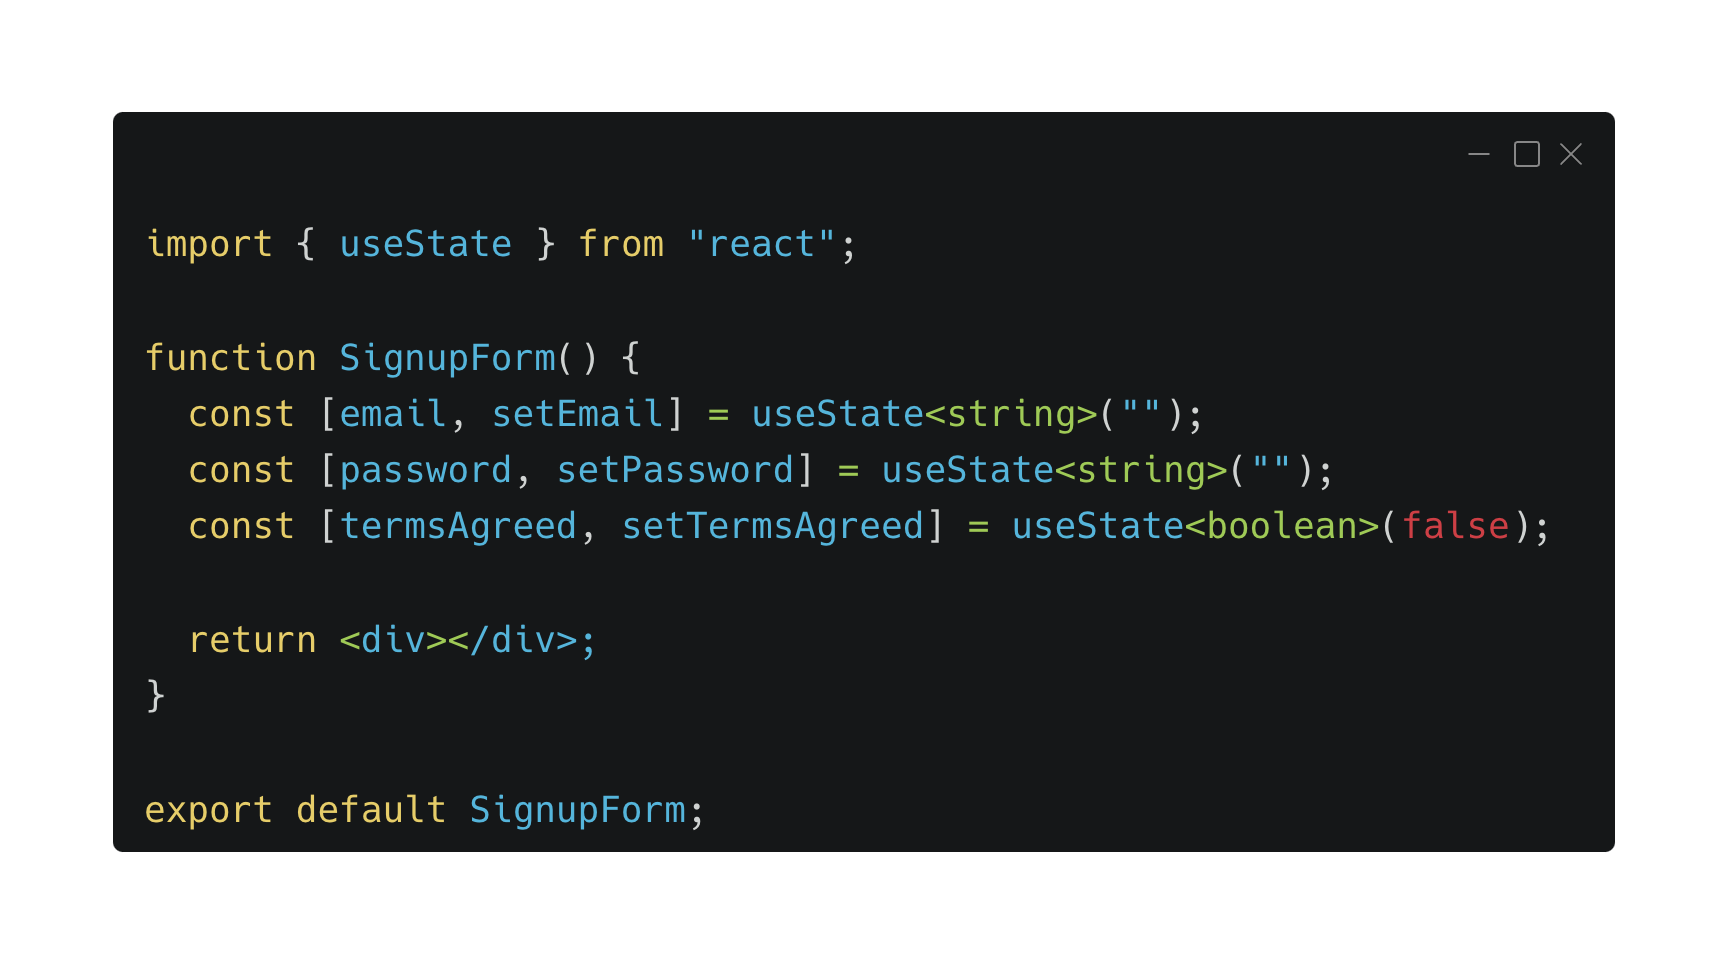 import { useState } from "react";
function SignupForm() {
  const [email, setEmail] = useState<string>("");
  const [password, setPassword] = useState<string>("");
  const [termsAgreed, setTermsAgreed] = useState<boolean>(false);
  return <div></div>;
}
export default SignupForm;